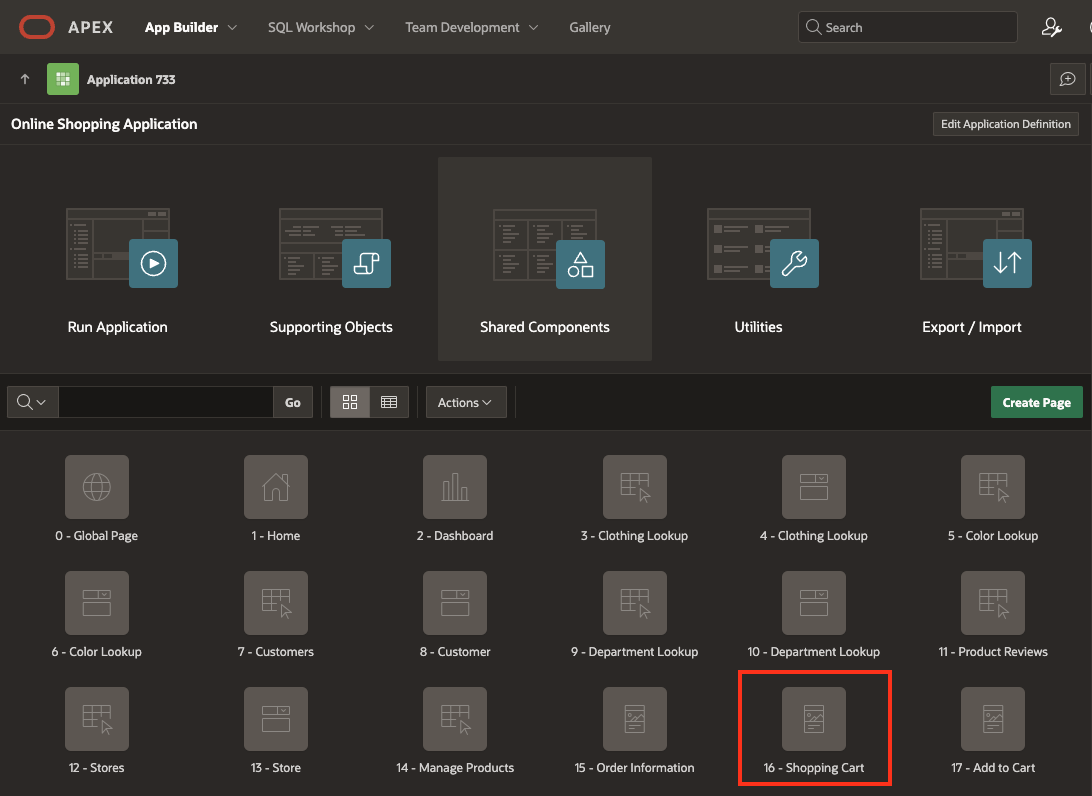 APEX App Builder SQL Workshop Team Development Gallery Search
Application 733
Online Shopping Application Edit Application Definition
Run Application Supporting Objects Shared Components Utilities Export / Import
Go Actions Create Page
0 - Global Page 1 - Home 2 - Dashboard 3 - Clothing Lookup 4 - Clothing Lookup 5 - Color Lookup
6 - Color Lookup 7 - Customers 8 - Customer 9 - Department Lookup 10 - Department Lookup 11 - Product Reviews
12 - Stores 13 - Store 14 - Manage Products 15 - Order Information 16 - Shopping Cart 17 - Add to Cart